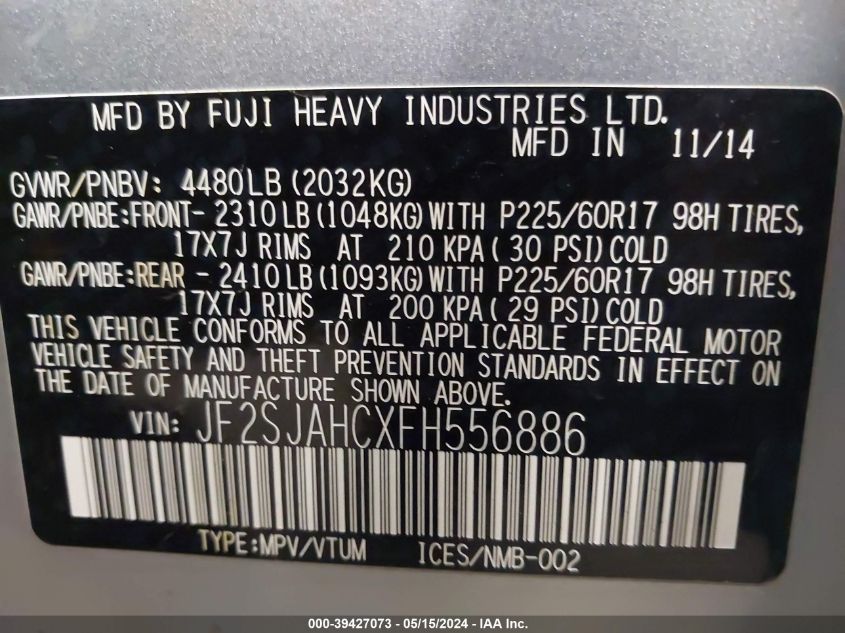 MFD BY FUJI HEAVY INDUSTRIES LTD.
MFD IN 11/14
GVWR/PNBV: 4480LB (2032KG)
GAWR/PNBE:FRONT- 2310 LB (1048KG) WITH P225/60R17 98H TIRES,
17X7J RIMS AT 210 KPA ( 30 PSI) COLD
GAWR/PNBE:REAR - 2410 LB (1093KG) WITH P225/60R17 98H TIRES,
17X7J RIMS AT 200 KPA ( 29 PSI) COLD
THIS VEHICLE CONFORMS TO ALL APPLICABLE FEDERAL MOTOR
VEHICLE SAFETY AND THEFT PREVENTION STANDARDS IN EFFECT ON
THE DATE OF MANUFACTURE SHOWN ABOVE.
VIN: JF2SJAHCXFH556886
TYPE:MPV/VTUM ICES/NMB-002
000-39427073 - 05/15/2024 - IAA Inc.